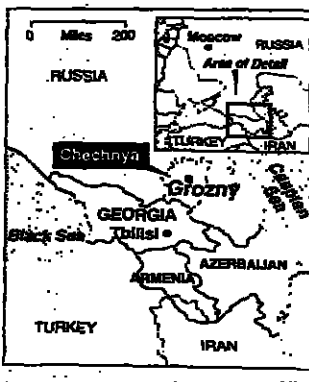 0 Miles 200
Moscow
RUSSIA
Area of Detail
TURKEY
IRAN
RUSSIA
Chechnya
Grozny
Caspian
Sea
GEORGIA
Tbilisi
Black Sea
ARMENIA
AZERBAIJAN
TURKEY
IRAN